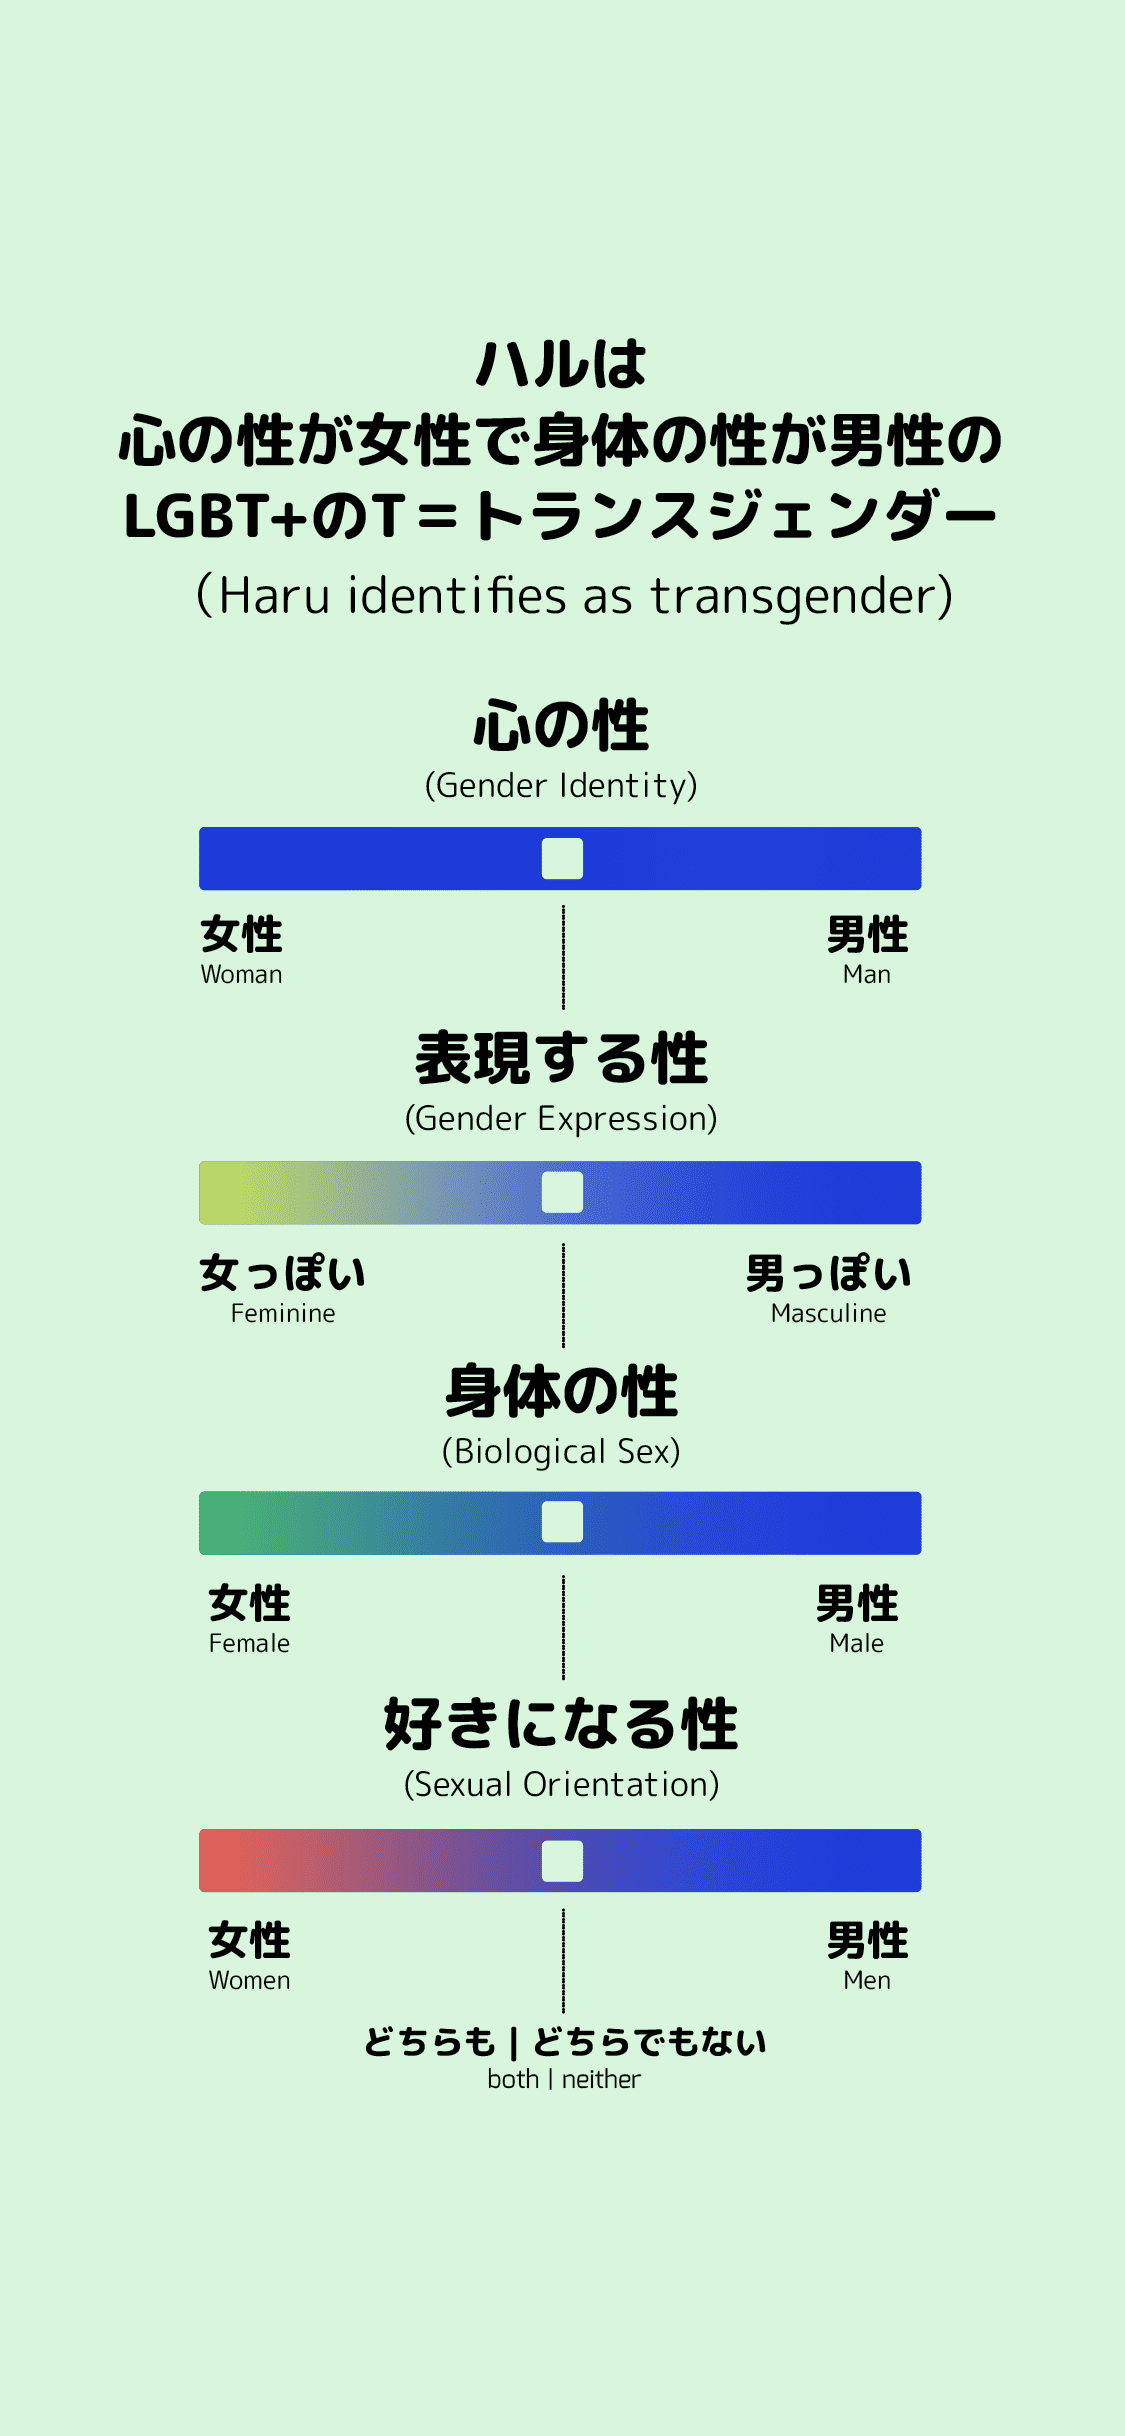 ハルは
心の性が女性で身体の性が男性の
LGBT+のT＝トランスジェンダー
(Haru identifies as transgender)
心の性
(Gender Identity)
女性 男性
Woman Man
表現する性
(Gender Expression)
女っぽい 男っぽい
Feminine Masculine
身体の性
(Biological Sex)
女性 男性
Female Male
好きになる性
(Sexual Orientation)
女性 男性
Women Men
どちらも | どちらでもない
both | neither